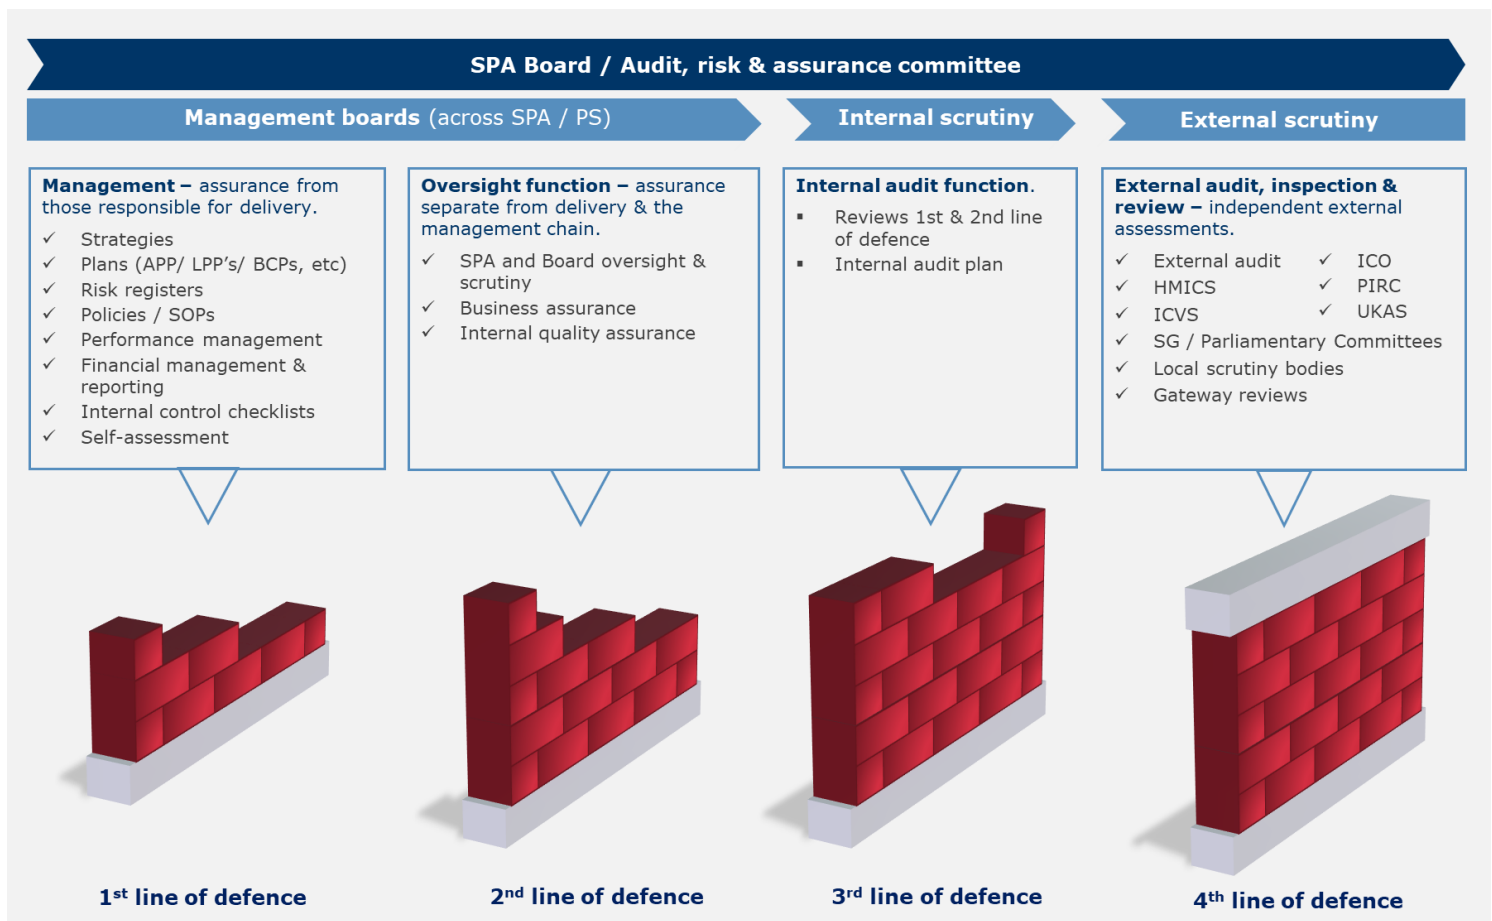 SPA Board / Audit, risk & assurance committee
Management boards (across SPA / PS)
Internal scrutiny
External scrutiny
Management – assurance from
those responsible for delivery.
✓ Strategies
✓ Plans (APP/ LPP’s/ BCPs, etc)
✓ Risk registers
✓ Policies / SOPs
✓ Performance management
✓ Financial management &
reporting
✓ Internal control checklists
✓ Self-assessment
Oversight function – assurance
separate from delivery & the
management chain.
✓ SPA and Board oversight &
scrutiny
✓ Business assurance
✓ Internal quality assurance
Internal audit function.
▪ Reviews 1st & 2nd line
of defence
▪ Internal audit plan
External audit, inspection &
review – independent external
assessments.
✓ External audit ✓ ICO
✓ HMICS ✓ PIRC
✓ ICVS ✓ UKAS
✓ SG / Parliamentary Committees
✓ Local scrutiny bodies
✓ Gateway reviews
1st line of defence
2nd line of defence
3rd line of defence
4th line of defence